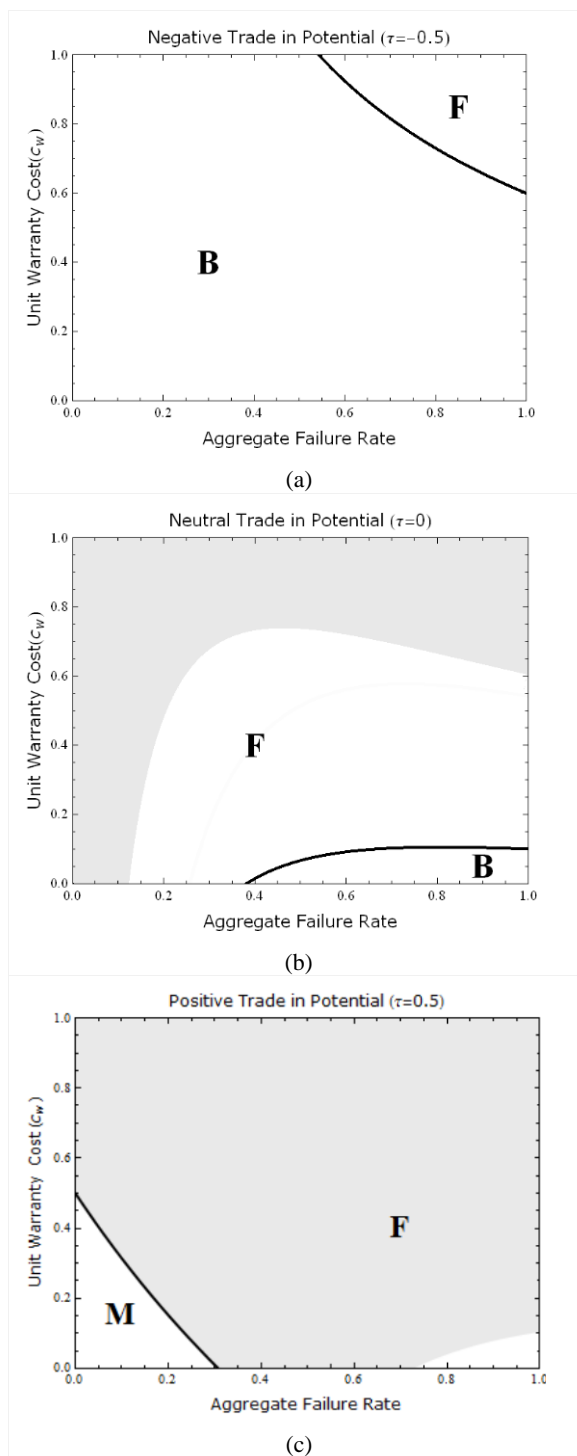 Negative Trade in Potential (τ=−0.5)
1.0
F
0.8
0.6
B
0.4
0.2
0.0
Unit Warranty Cost(c_w)
0.0 0.2 0.4 0.6 0.8 1.0
Aggregate Failure Rate
(a)
Neutral Trade in Potential (τ=0)
1.0
0.8
0.6
F
0.4
0.2
B
0.0
Unit Warranty Cost(c_w)
0.0 0.2 0.4 0.6 0.8 1.0
Aggregate Failure Rate
(b)
Positive Trade in Potential (τ=0.5)
1.0
0.8
0.6
F
0.4
0.2
M
0.0
Unit Warranty Cost (c_w)
0.0 0.2 0.4 0.6 0.8 1.0
Aggregate Failure Rate
(c)